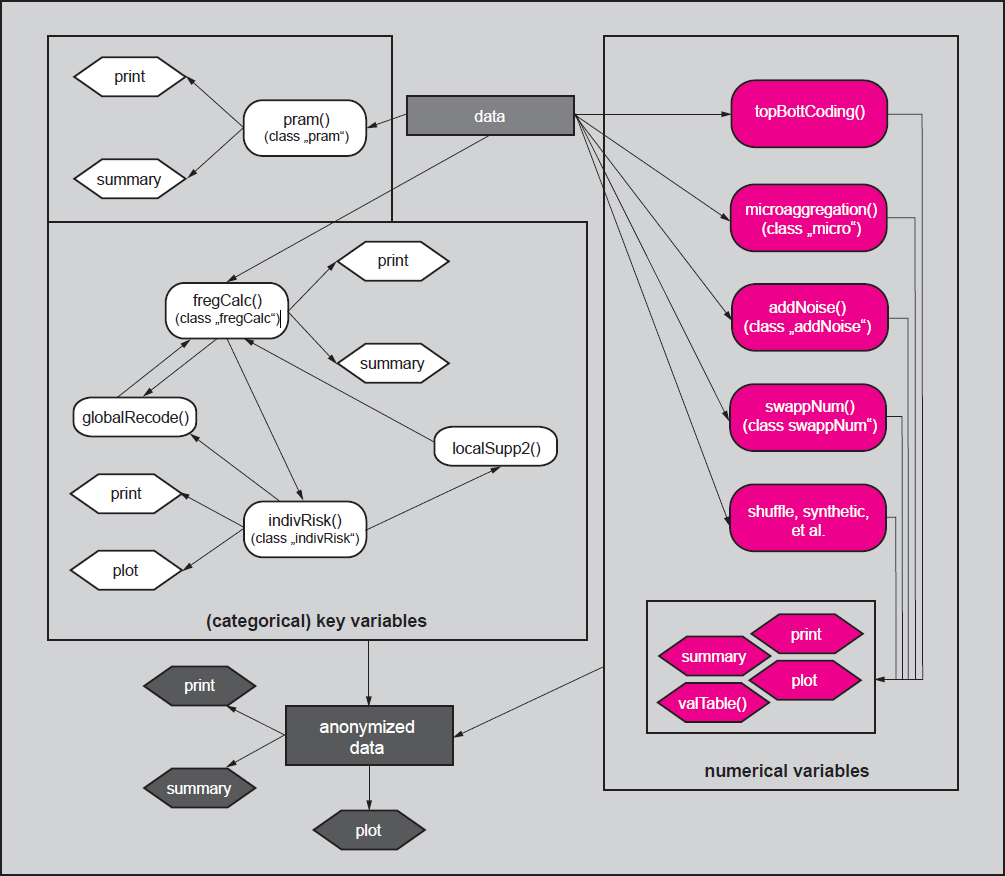 print
pram()
(class „pram“)
summary
data
topBottCoding()
microaggregation()
(class „micro“)
addNoise()
(class „addNoise“)
swappNum()
(class swappNum“)
shuffle, synthetic,
et al.
print
fregCalc()
(class „fregCalc“)
summary
globalRecode()
localSupp2()
print
indivRisk()
(class „indivRisk“)
plot
(categorical) key variables
print
summary
plot
valTable()
numerical variables
print
anonymized
data
summary
plot